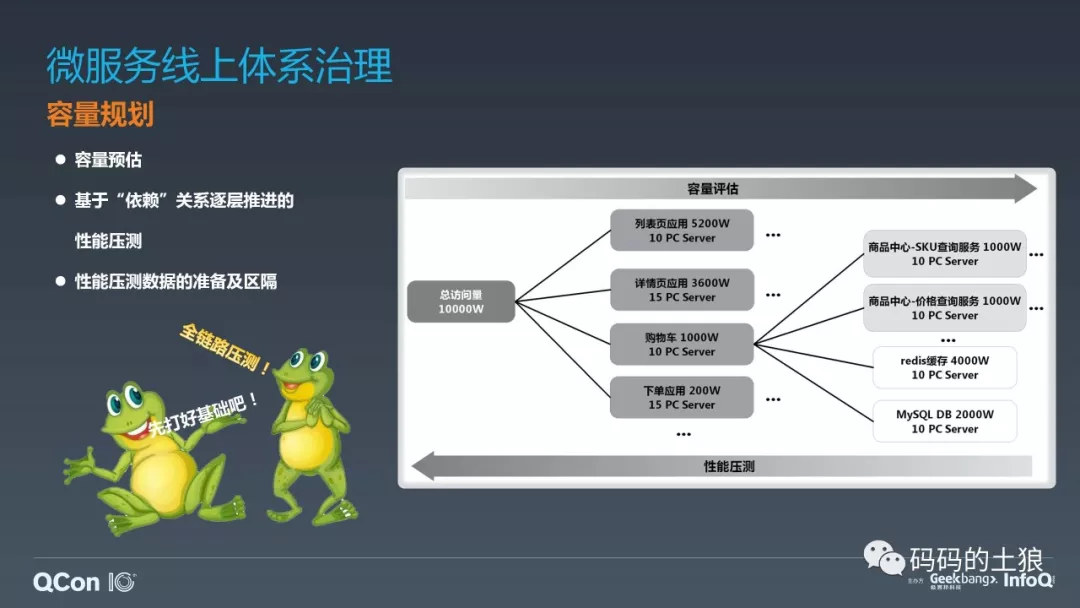 微服务线上体系治理
容量规划
● 容量预估
● 基于“依赖”关系逐层推进的
性能压测
● 性能压测数据的准备及区隔
全链路压测！
先打好基础吧！
容量评估
总访问量
10000W
列表页应用 5200W
10 PC Server
...
详情页应用 3600W
15 PC Server
...
购物车 1000W
10 PC Server
下单应用 200W
15 PC Server
...
...
商品中心-SKU查询服务 1000W
10 PC Server
...
商品中心-价格查询服务 1000W
10 PC Server
...
...
redis缓存 4000W
10 PC Server
MySQL DB 2000W
10 PC Server
性能压测
码码的土狼
QCon 10+
主办方
Geekbang>.
极客邦科技
InfoQ